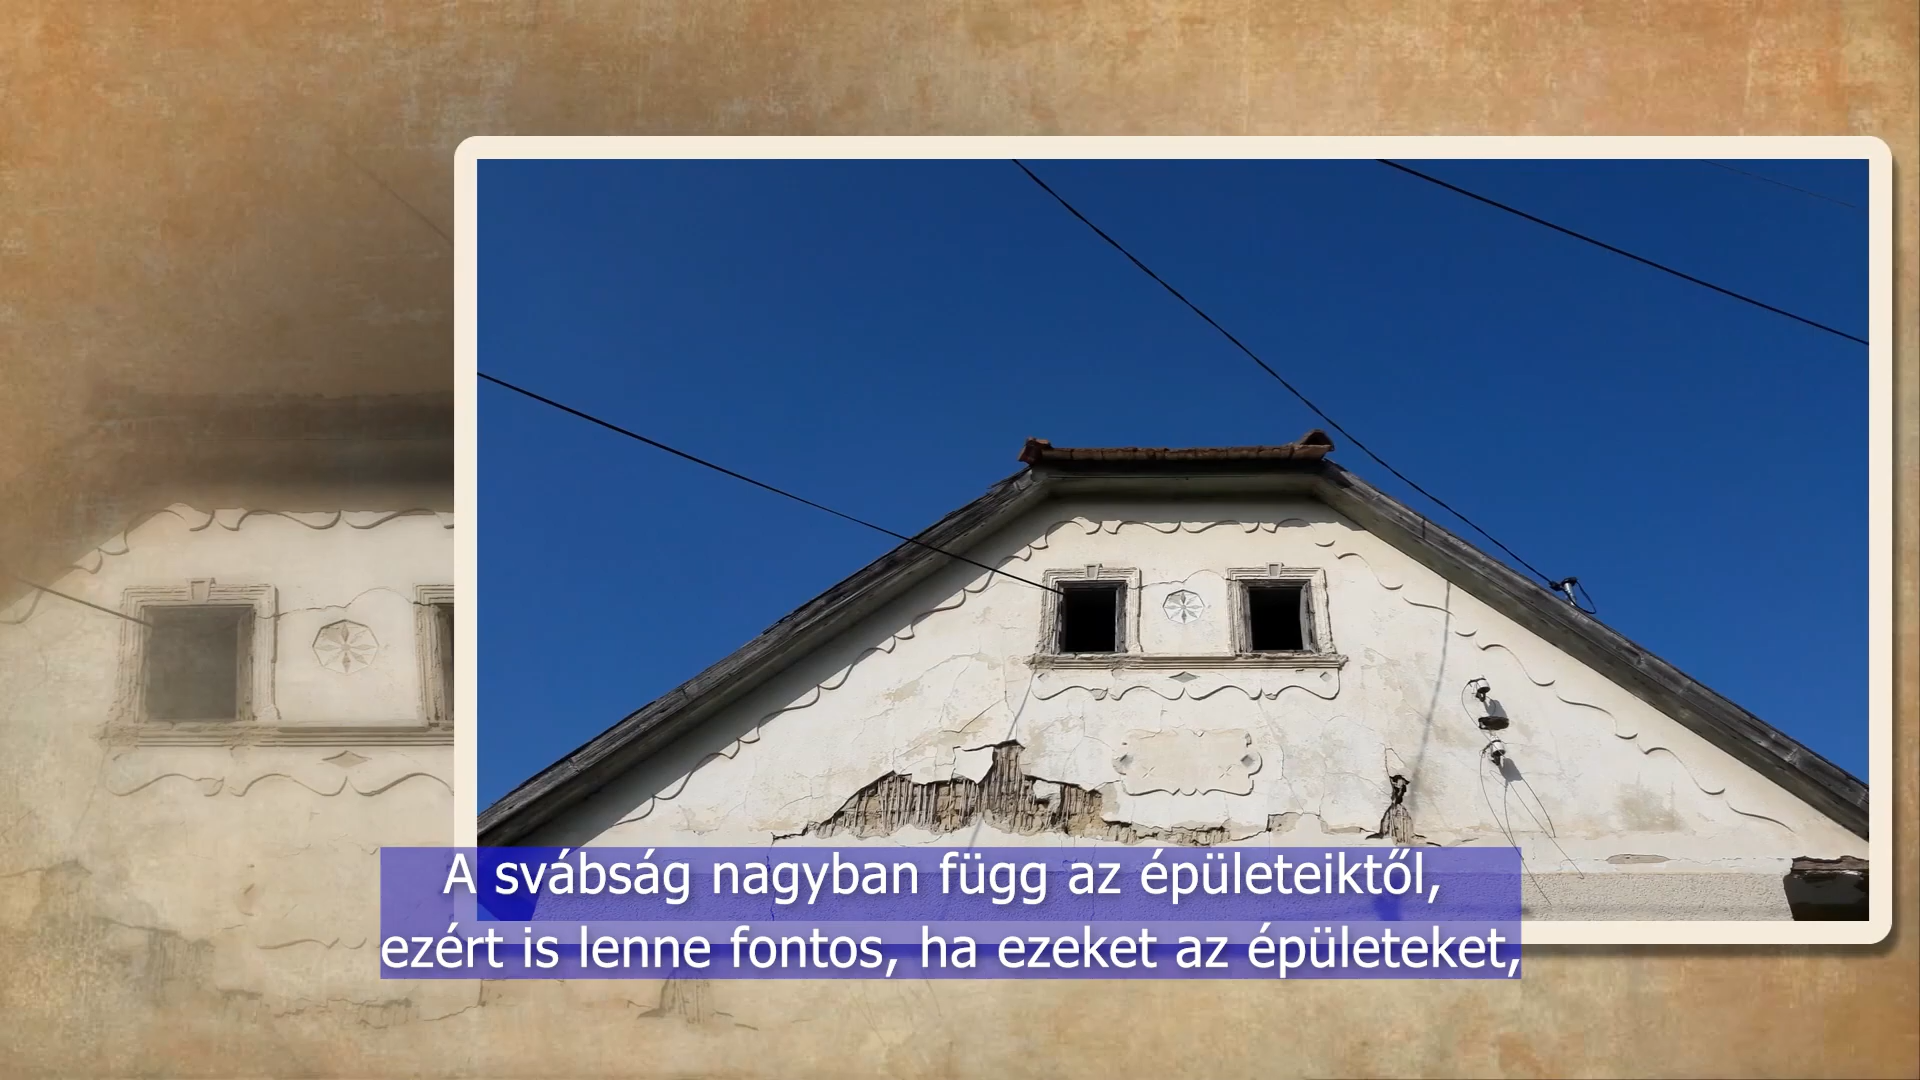 A svábság nagyban függ az épületeiktől,
ezért is lenne fontos, ha ezeket az épületeket,